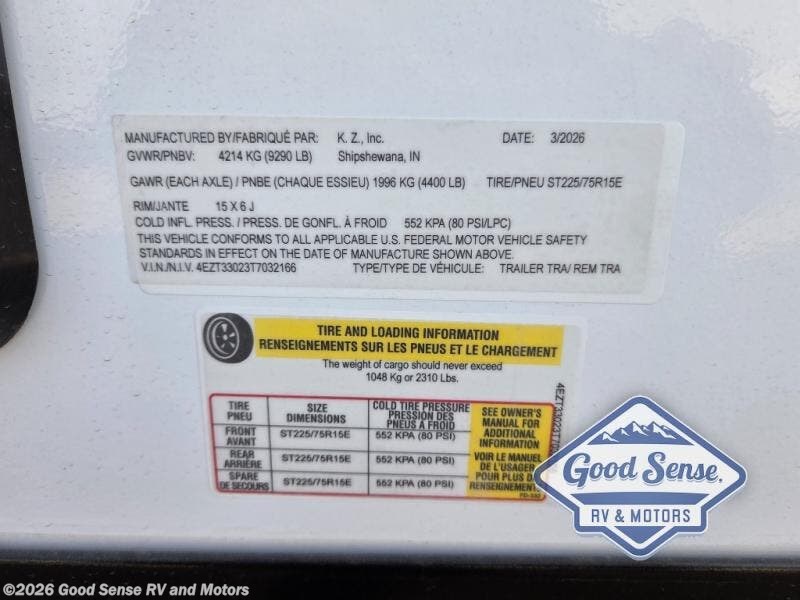 MANUFACTURED BY/FABRIQUÉ PAR: K. Z., Inc. DATE: 3/2026
GVWR/PNBV: 4214 KG (9290 LB) Shipshewana, IN
GAWR (EACH AXLE) / PNBE (CHAQUE ESSIEU) 1996 KG (4400 LB) TIRE/PNEU ST225/75R15E
RIM/JANTE 15 X 6 J
COLD INFL. PRESS. / PRESS. DE GONFL. À FROID 552 KPA (80 PSI/LPC)
THIS VEHICLE CONFORMS TO ALL APPLICABLE U.S. FEDERAL MOTOR VEHICLE SAFETY
STANDARDS IN EFFECT ON THE DATE OF MANUFACTURE SHOWN ABOVE.
V.I.N./N.I.V. 4EZT33023T7032166 TYPE/TYPE DE VÉHICULE: TRAILER TRA/ REM TRA
TIRE AND LOADING INFORMATION
RENSEIGNEMENTS SUR LES PNEUS ET LE CHARGEMENT
The weight of cargo should never exceed
1048 Kg or 2310 Lbs.
TIRE
PNEU
SIZE
DIMENSIONS
COLD TIRE PRESSURE
PRESSION DES
PNEUS À FROID
FRONT
AVANT
ST225/75R15E
552 KPA (80 PSI)
REAR
ARRIÈRE
ST225/75R15E
552 KPA (80 PSI)
SPARE
DE SECOURS
ST225/75R15E
552 KPA (80 PSI)
SEE OWNER'S
MANUAL FOR
ADDITIONAL
INFORMATION
VOIR LE MANUEL
DE L'USAGER
POUR PLUS DE
RENSEIGNEMENTS
Good Sense
RV & MOTORS
©2026 Good Sense RV and Motors